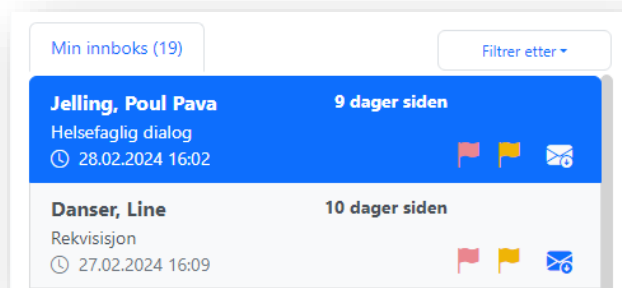 Min innboks (19)
Filtrer etter
Jelling, Poul Pava
9 dager siden
Helsefaglig dialog
28.02.2024 16:02
Danser, Line
10 dager siden
Rekvisisjon
27.02.2024 16:09